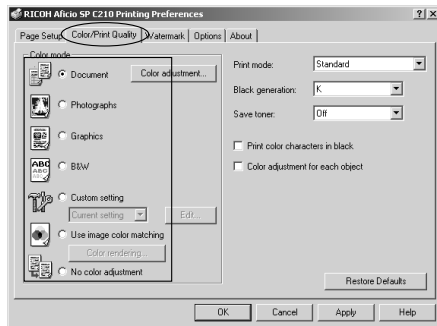 RICOH Aficio SP C210 Printing Preferences
Page Setup Color/Print Quality Watermark Options About
Color mode
Document
Color adjustment...
Photographs
Graphics
ABC
ABC
B&W
Custom setting
Current setting
Edit...
Use image color matching
Color rendering...
No color adjustment
Print mode: Standard
Black generation: K
Save toner: Off
Print color characters in black
Color adjustment for each object
Restore Defaults
OK Cancel Apply Help